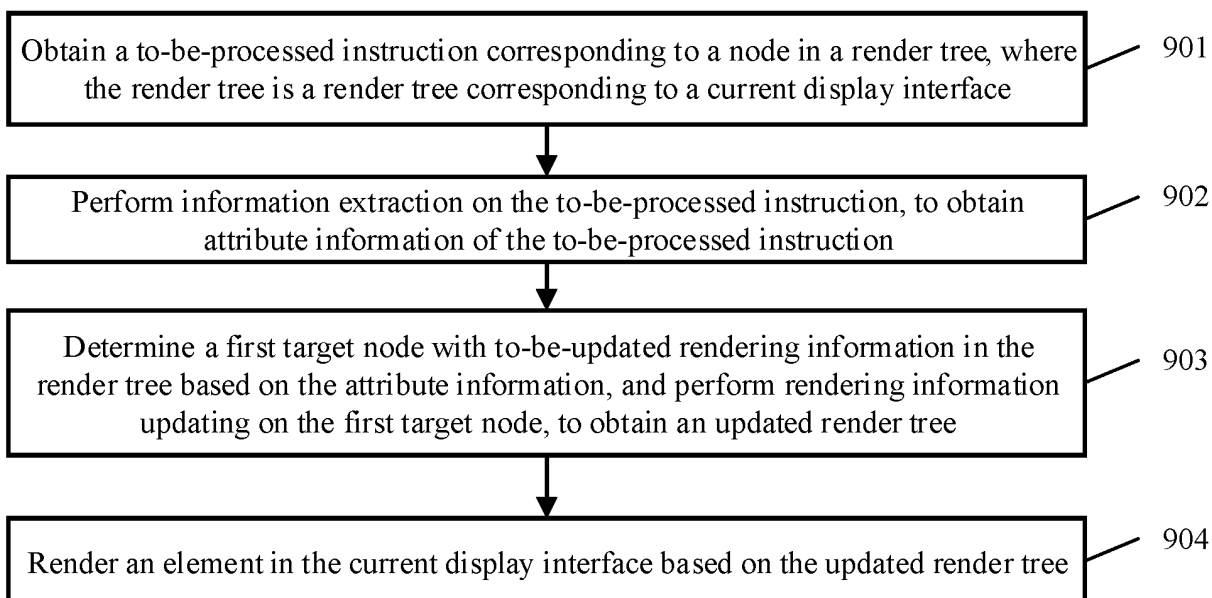 Obtain a to-be-processed instruction corresponding to a node in a render tree, where
the render tree is a render tree corresponding to a current display interface
901
Perform information extraction on the to-be-processed instruction, to obtain
attribute information of the to-be-processed instruction
902
Determine a first target node with to-be-updated rendering information in the
render tree based on the attribute information, and perform rendering information
updating on the first target node, to obtain an updated render tree
903
Render an element in the current display interface based on the updated render tree
904